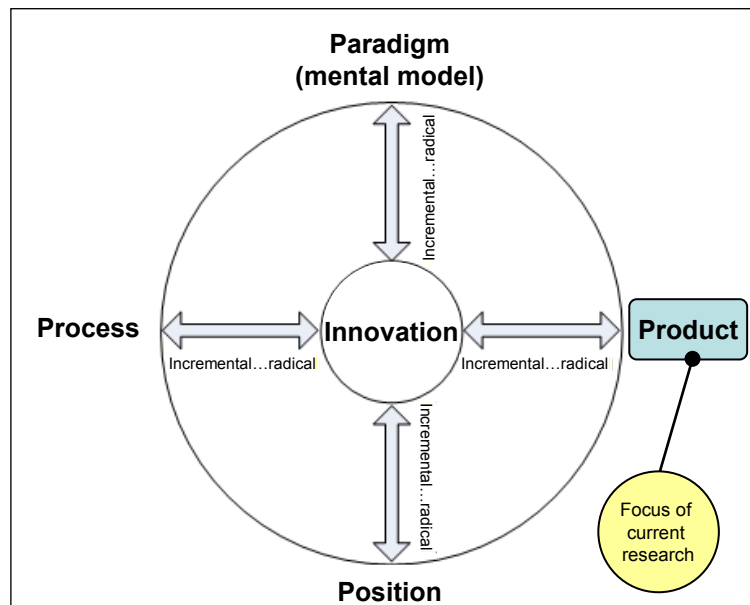 Paradigm
(mental model)
Incremental…radical
Process
Innovation
Product
Incremental…radical
Incremental…radical
Incremental…radical
Focus of
current
research
Position